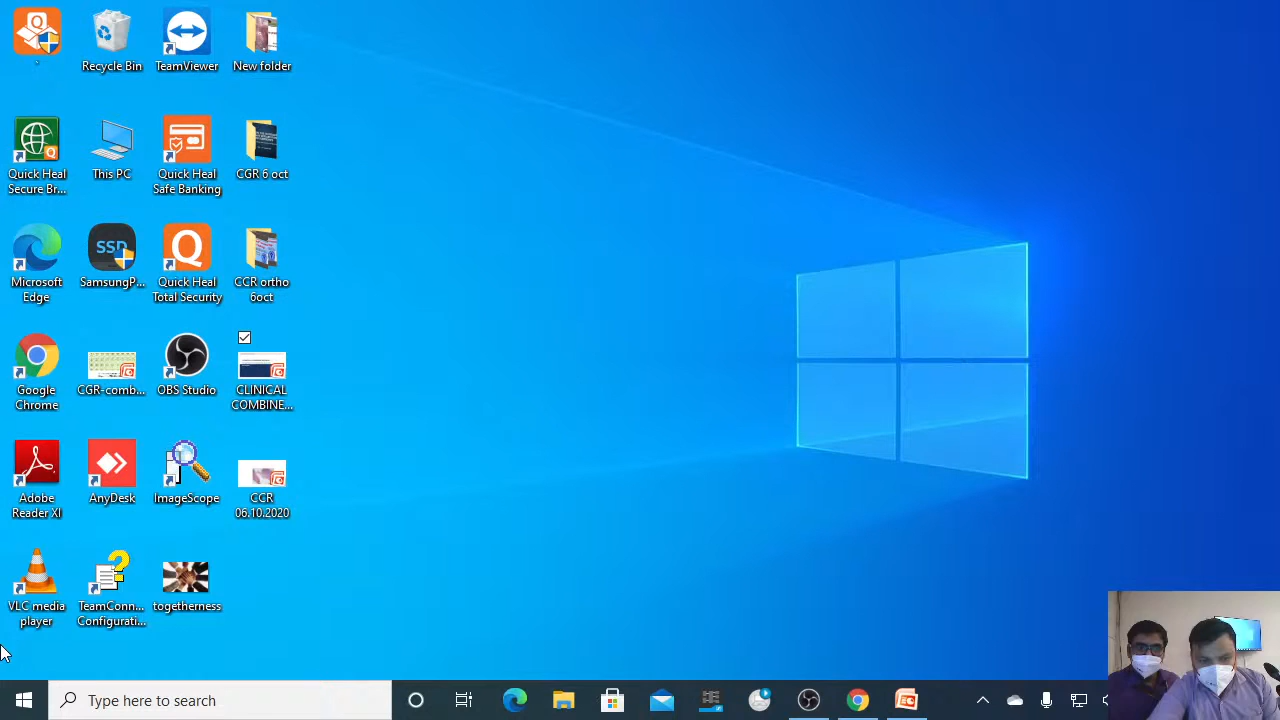 .
Recycle Bin
TeamViewer
New folder
Quick Heal
Secure Br...
This PC
Quick Heal
Safe Banking
CGR 6 oct
Microsoft
Edge
SSD
SamsungP...
Quick Heal
Total Security
CCR ortho
6oct
Google
Chrome
CGR-comb...
OBS Studio
CLINICAL
COMBINE...
Adobe
Reader XI
AnyDesk
ImageScope
CCR
06.10.2020
VLC media
player
TeamConn...
Configurati...
togetherness
Type here to search